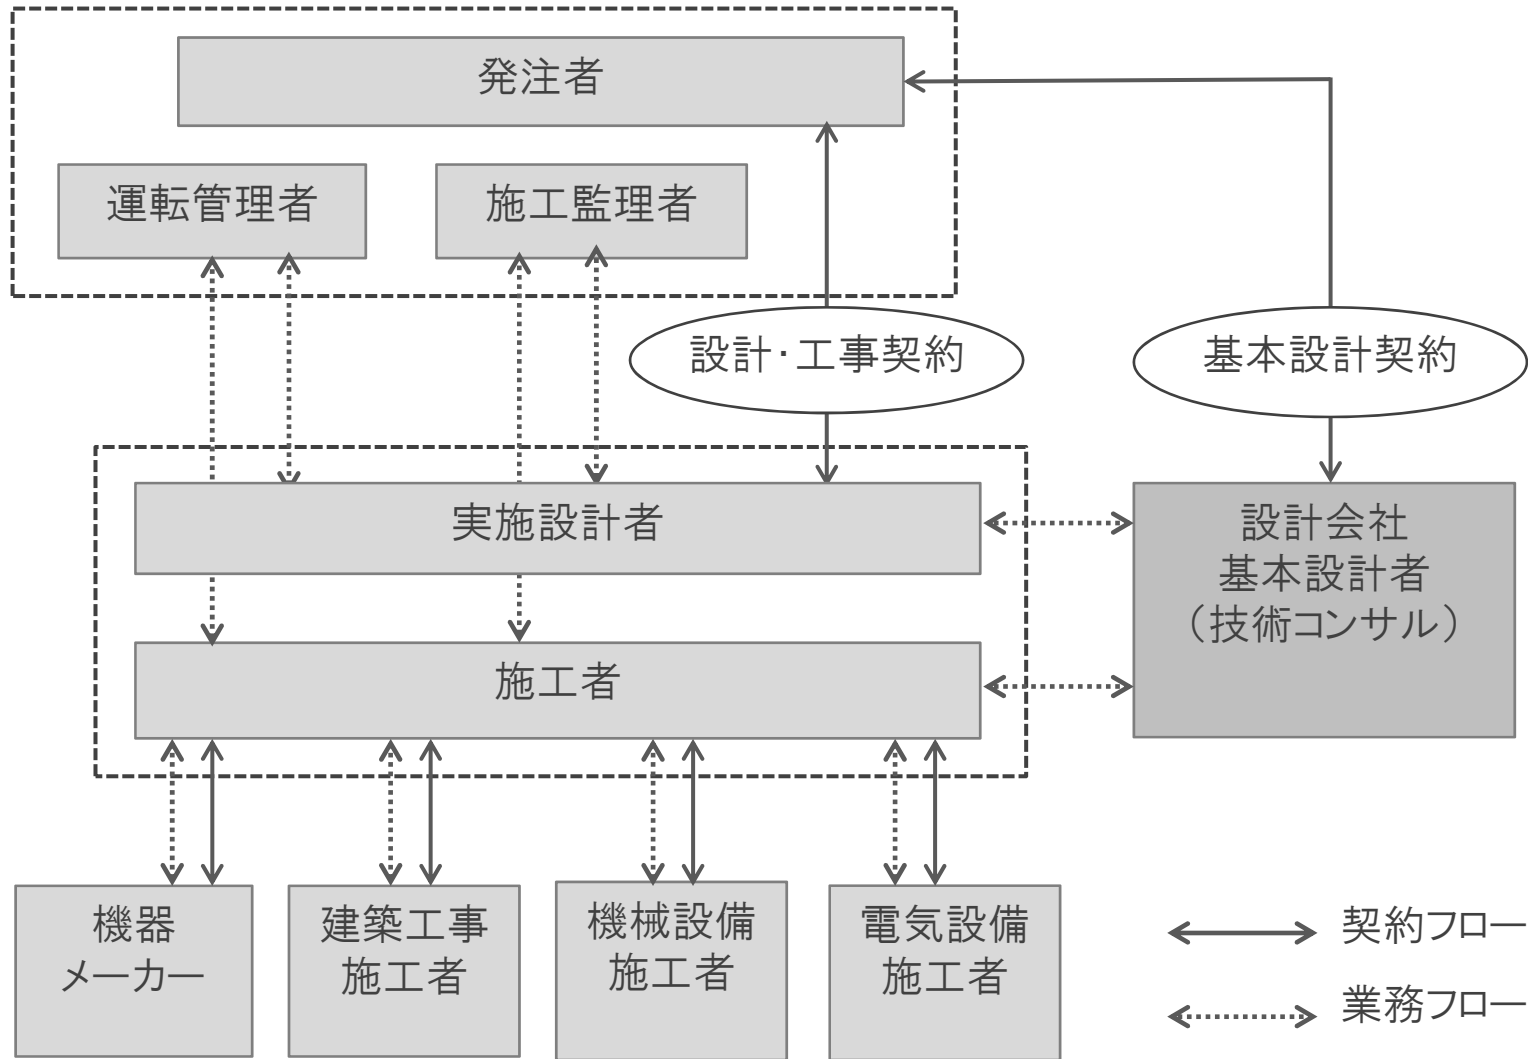 発注者
運転管理者
施工監理者
設計・工事契約
基本設計契約
実施設計者
設計会社
基本設計者
（技術コンサル）
施工者
機器
メーカー
建築工事
施工者
機械設備
施工者
電気設備
施工者
契約フロー
業務フロー